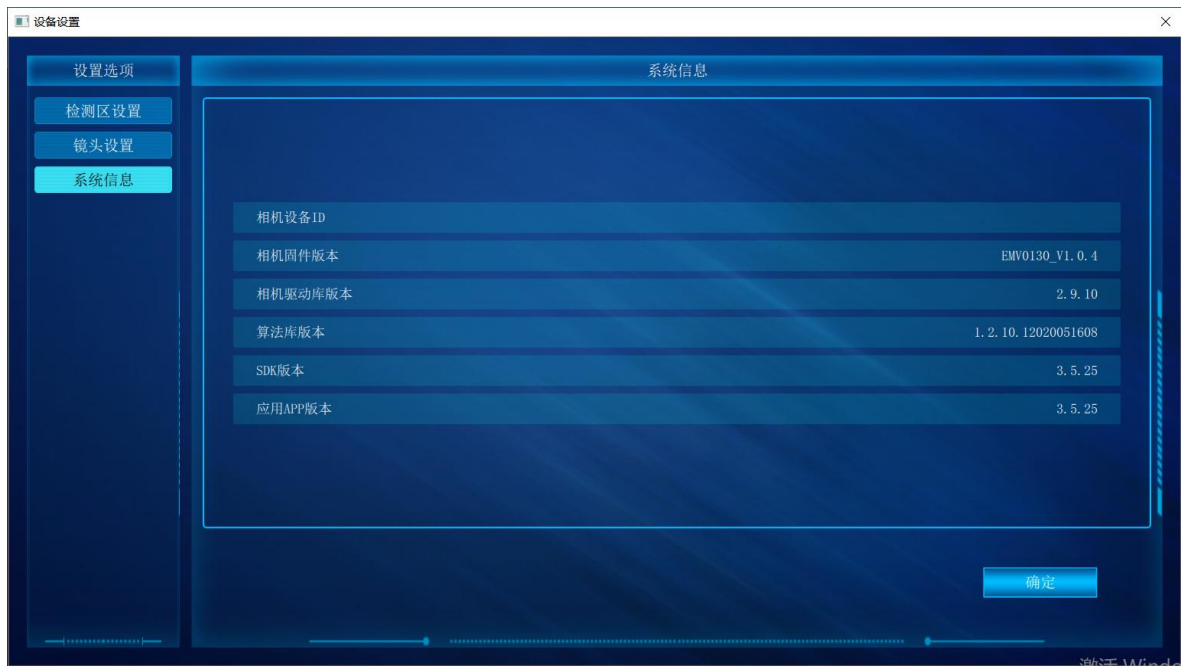 设备设置
设置选项
系统信息
检测区设置
镜头设置
系统信息
相机设备ID
相机固件版本 EMV0130_V1.0.4
相机驱动库版本 2.9.10
算法库版本 1.2.10.12020051608
SDK版本 3.5.25
应用APP版本 3.5.25
确定
激活 Windo